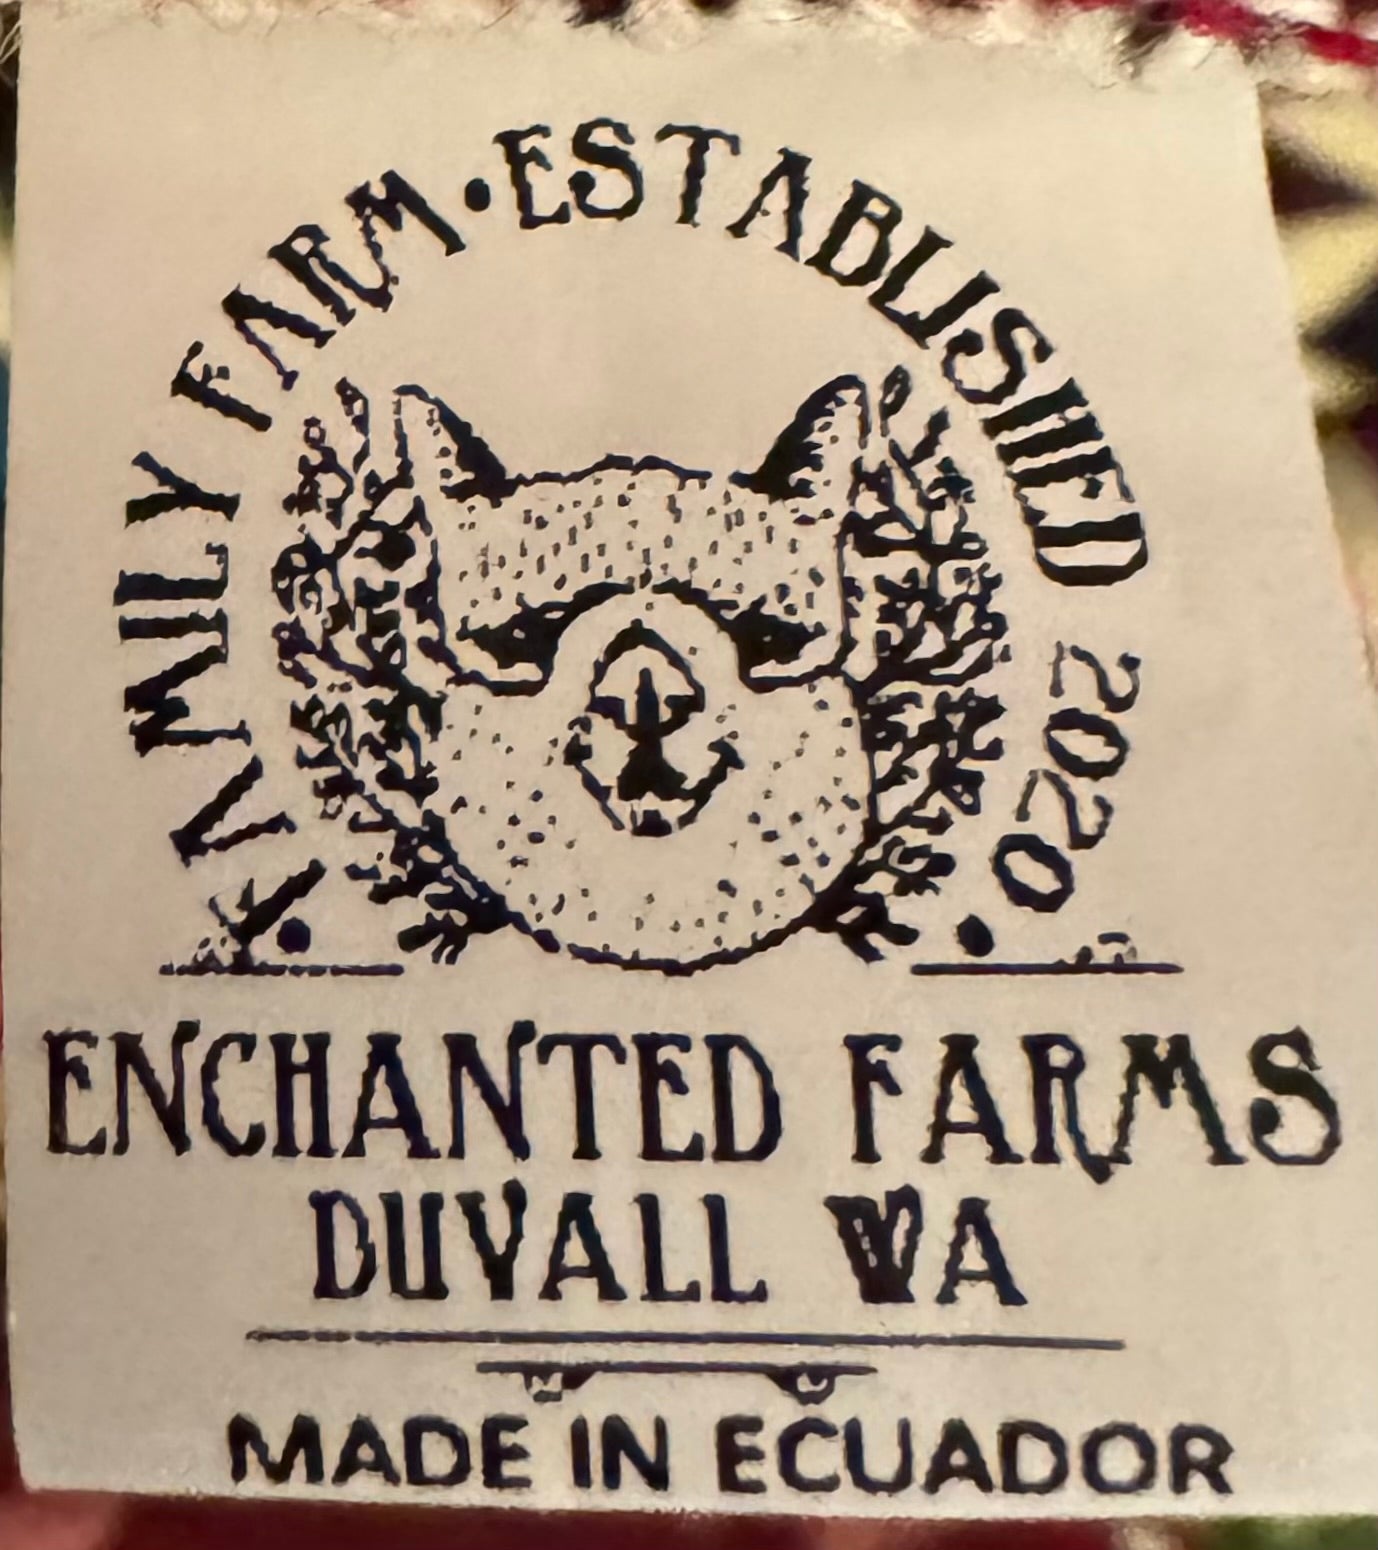 FAMILY FARM · ESTABLISHED 2020
ENCHANTED FARMS
DUVALL WA
MADE IN ECUADOR